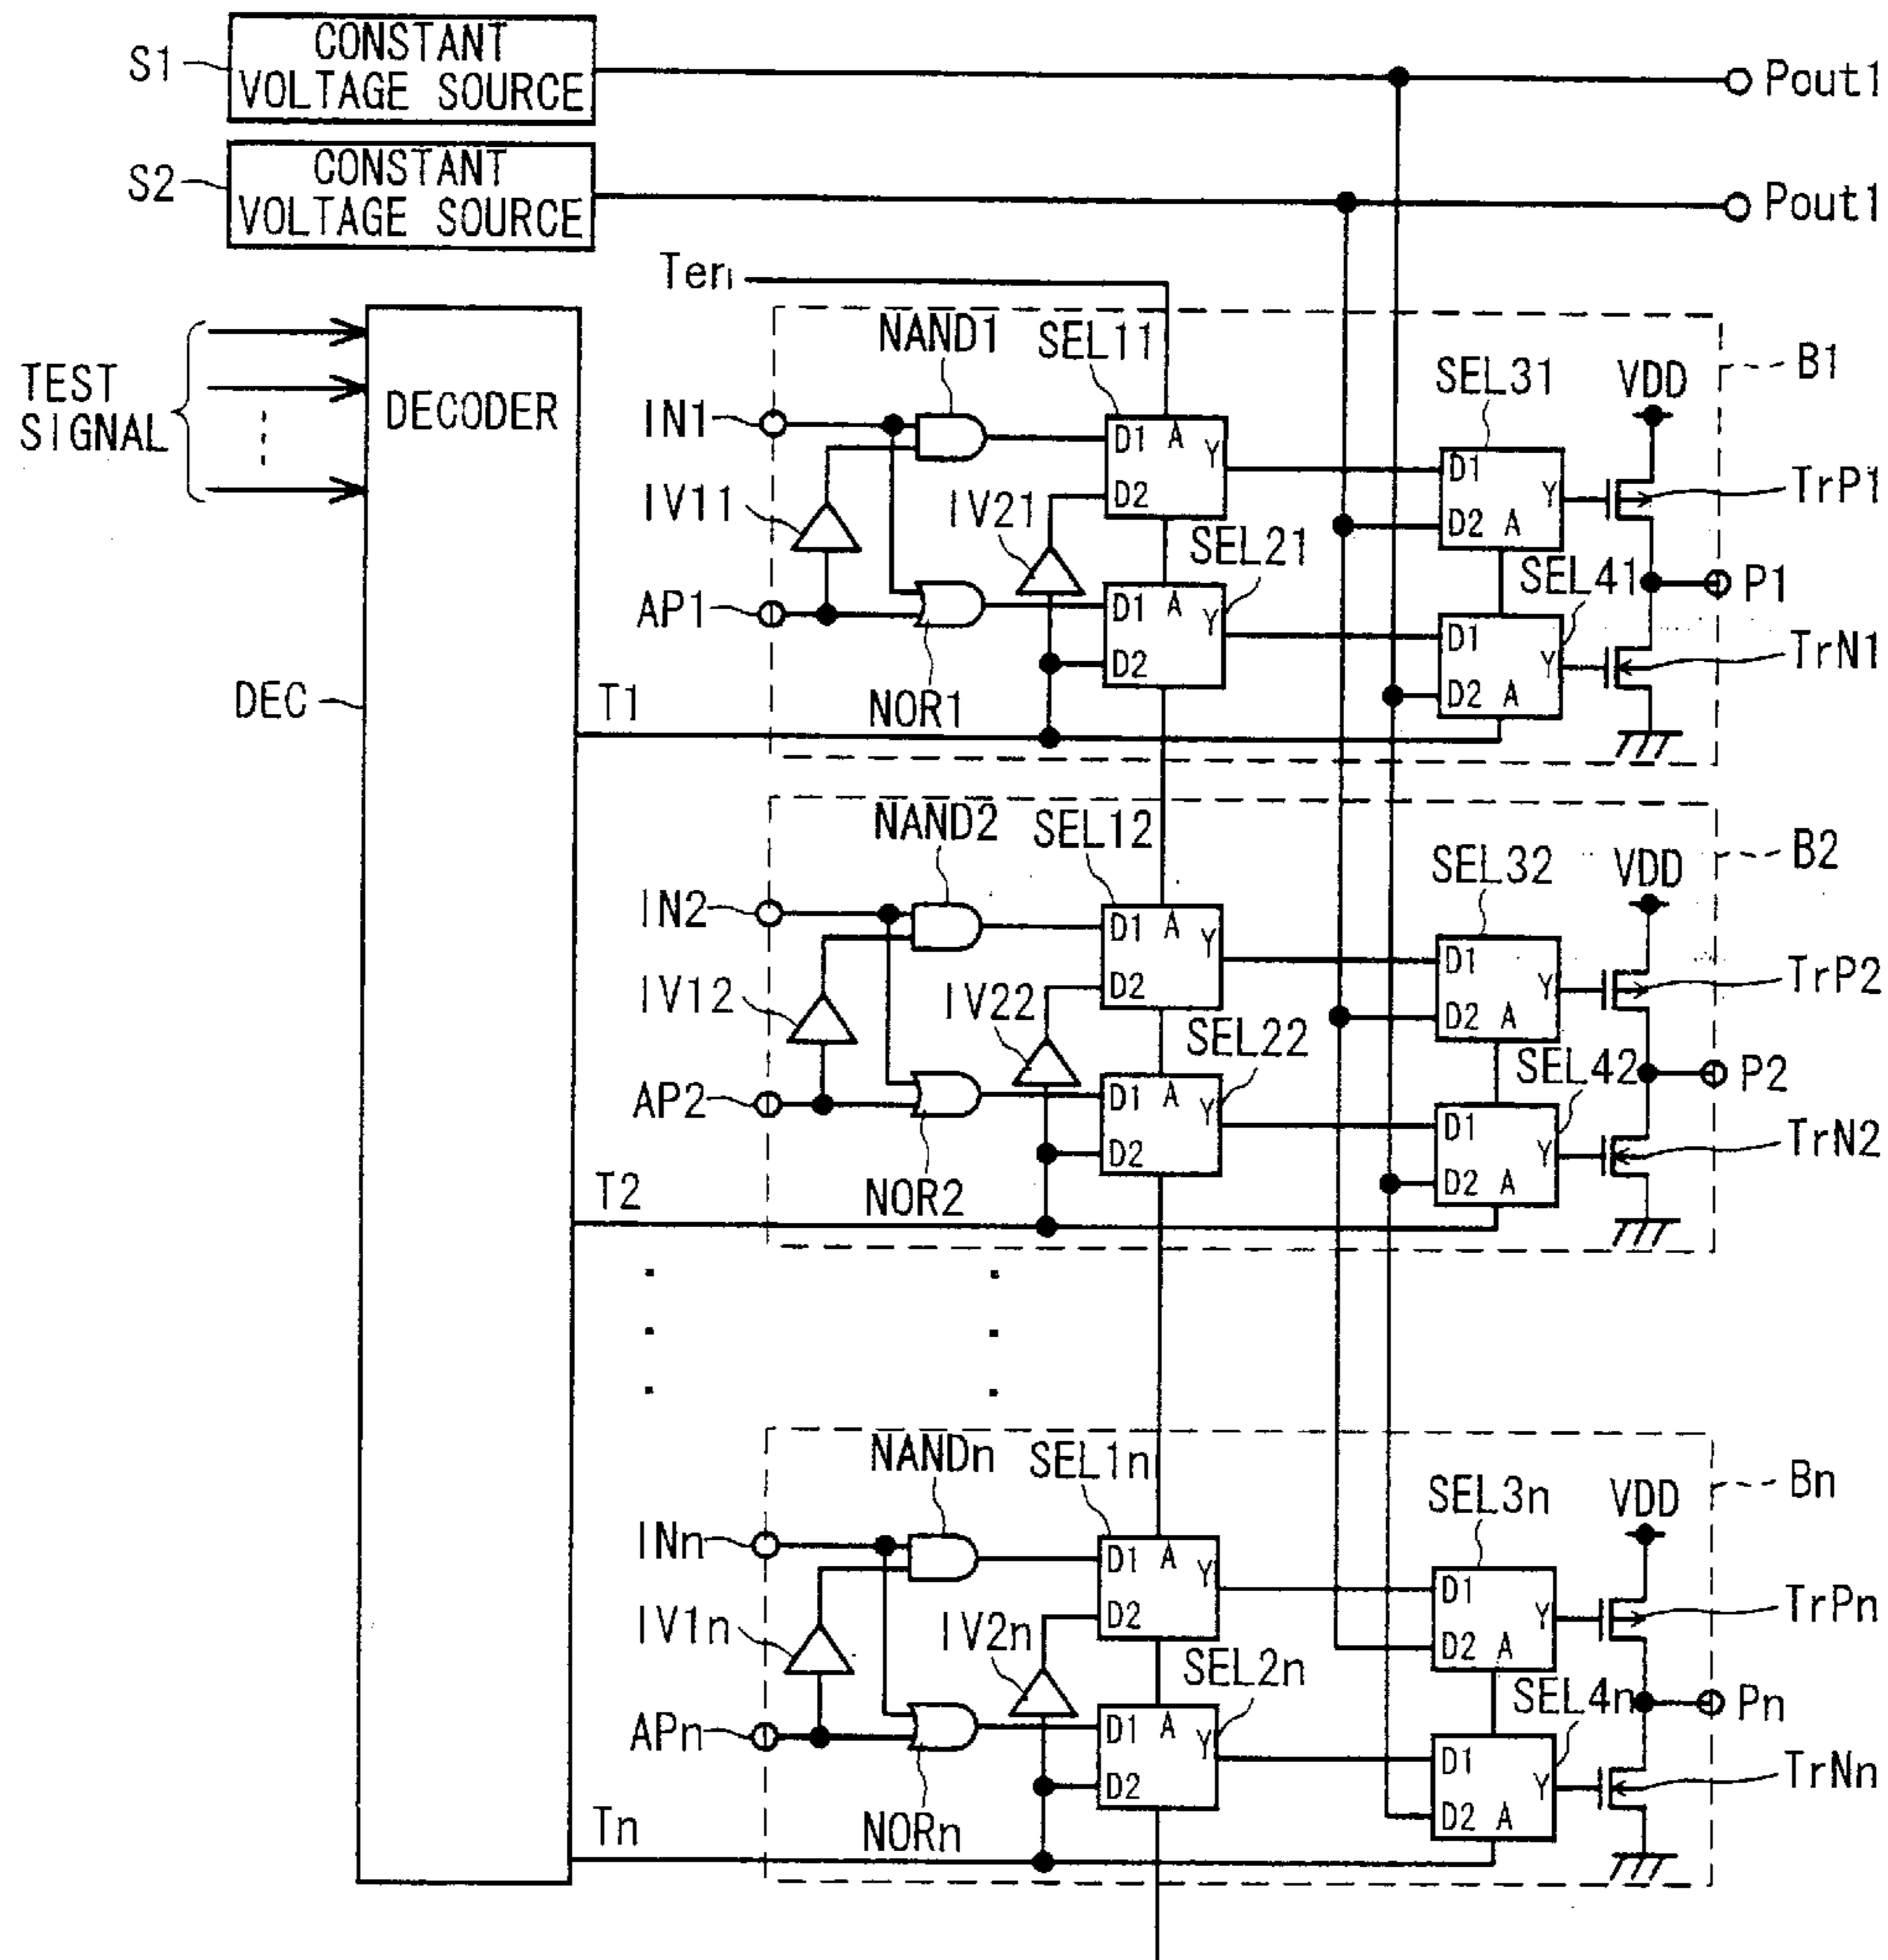 S1
CONSTANT
VOLTAGE SOURCE
Pout1
S2
CONSTANT
VOLTAGE SOURCE
Pout1
Ten
TEST
SIGNAL
DECODER
DEC
NAND1
SEL11
SEL31
VDD
B1
IN1
D1 A Y
D2
D1
Y
D2 A
TrP1
IV11
IV21
SEL21
SEL41
P1
AP1
D1 A Y
D2
D1
Y
D2 A
TrN1
NOR1
T1
NAND2
SEL12
SEL32
VDD
B2
IN2
D1 A Y
D2
D1
Y
D2 A
TrP2
IV12
IV22
SEL22
SEL42
P2
AP2
D1 A Y
D2
D1
Y
D2 A
TrN2
NOR2
T2
NANDn
SEL1n
SEL3n
VDD
Bn
INn
D1 A Y
D2
D1
Y
D2 A
TrPn
IV1n
IV2n
SEL2n
SEL4n
Pn
APn
D1 A Y
D2
D1
Y
D2 A
TrNn
NORn
Tn